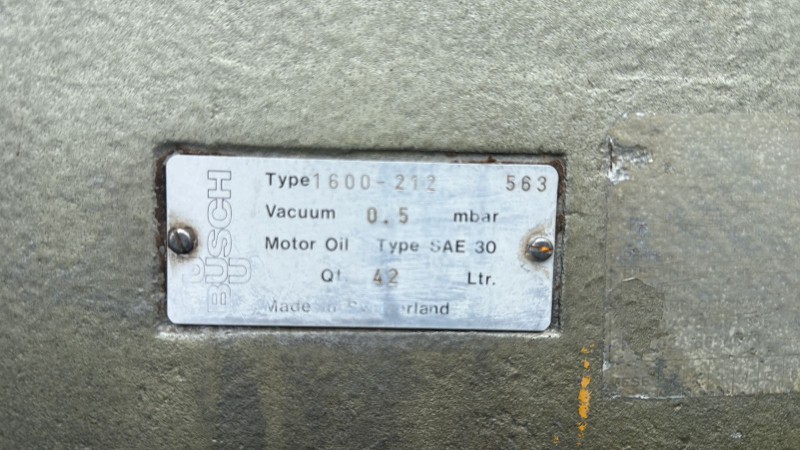 BUSCH
Type 1600-212 563
Vacuum 0.5 mbar
Motor Oil Type SAE 30
Qt. 42 Ltr.
Made in Switzerland